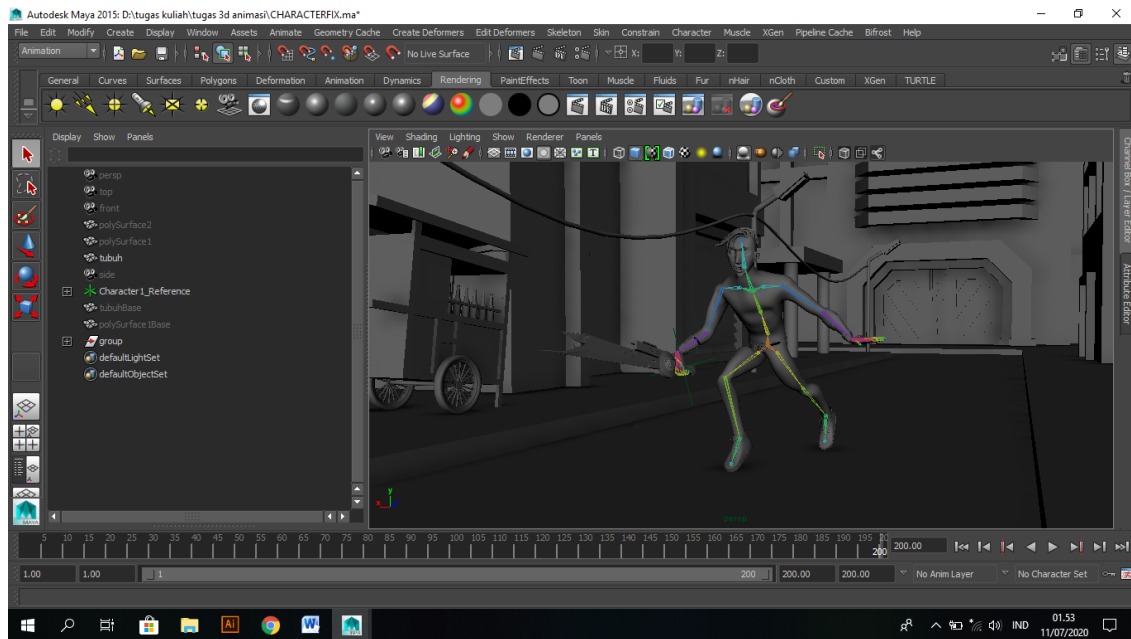 Autodesk Maya 2015: D:\tugas kuliah\tugas 3d animasi\CHARACTERFIX.ma*
File Edit Modify Create Display Window Assets Animate Geometry Cache Create Deformers Edit Deformers Skeleton Skin Constrain Character Muscle XGen Pipeline Cache Bifrost Help
Animation No Live Surface X: Y: Z:
General Curves Surfaces Polygons Deformation Animation Dynamics Rendering PaintEffects Toon Muscle Fluids Fur nHair nCloth Custom XGen TURTLE
Display Show Panels
View Shading Lighting Show Renderer Panels
persp
top
front
polySurface2
polySurface1
tubuh
side
Character1_Reference
tubuhBase
polySurface1Base
group
defaultLightSet
defaultObjectSet
Channel Box / Layer Editor
Attribute Editor
y
x
persp
MAYA
5 10 15 20 25 30 35 40 45 50 55 60 65 70 75 80 85 90 95 100 105 110 115 120 125 130 135 140 145 150 155 160 165 170 175 180 185 190 195 200 200.00
1.00 1.00 1 200 200.00 200.00 No Anim Layer No Character Set
Ai W IND 01.53
11/07/2020